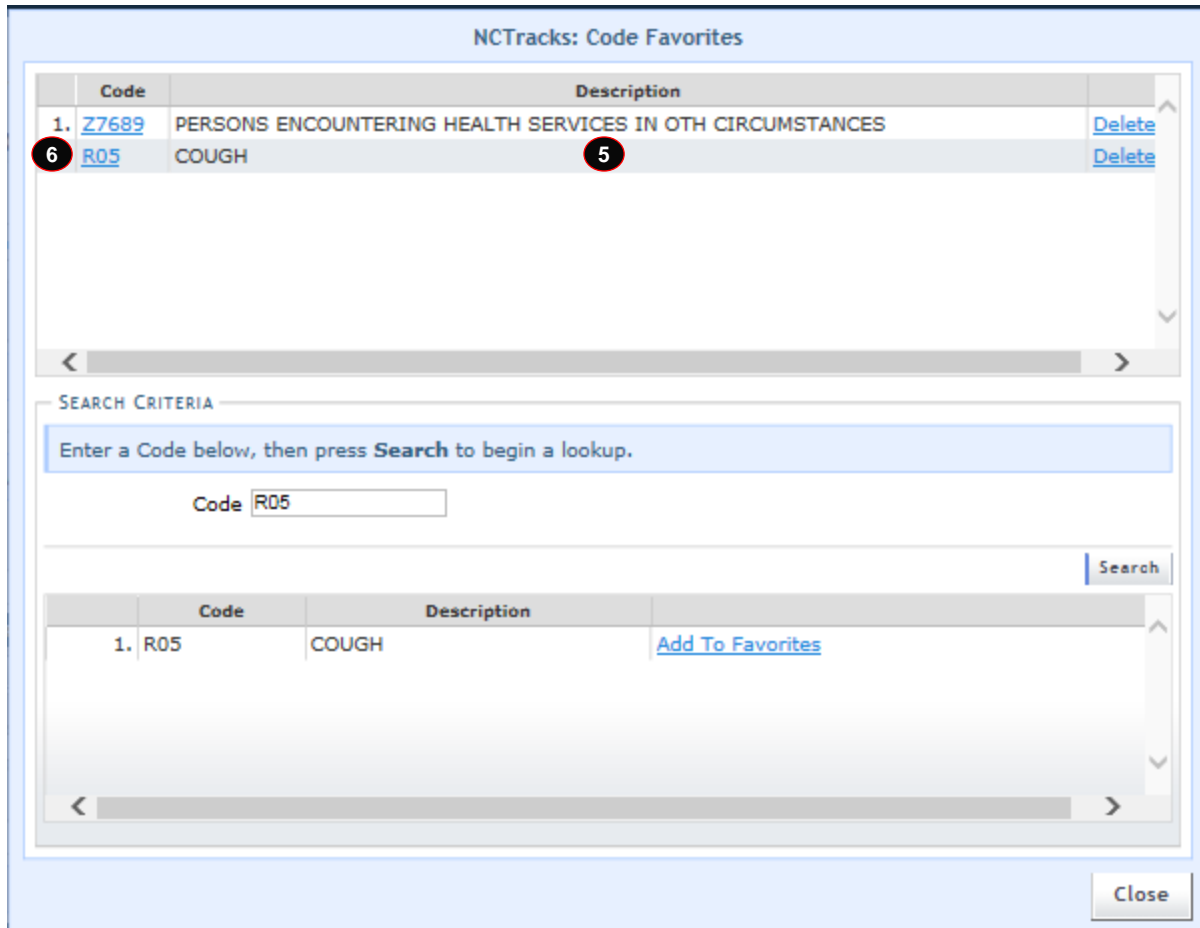 NCTracks: Code Favorites
Code Description
1. Z7689 PERSONS ENCOUNTERING HEALTH SERVICES IN OTH CIRCUMSTANCES Delete
6 R05 COUGH 5 Delete
SEARCH CRITERIA
Enter a Code below, then press Search to begin a lookup.
Code R05
Search
Code Description
1. R05 COUGH Add To Favorites
Close